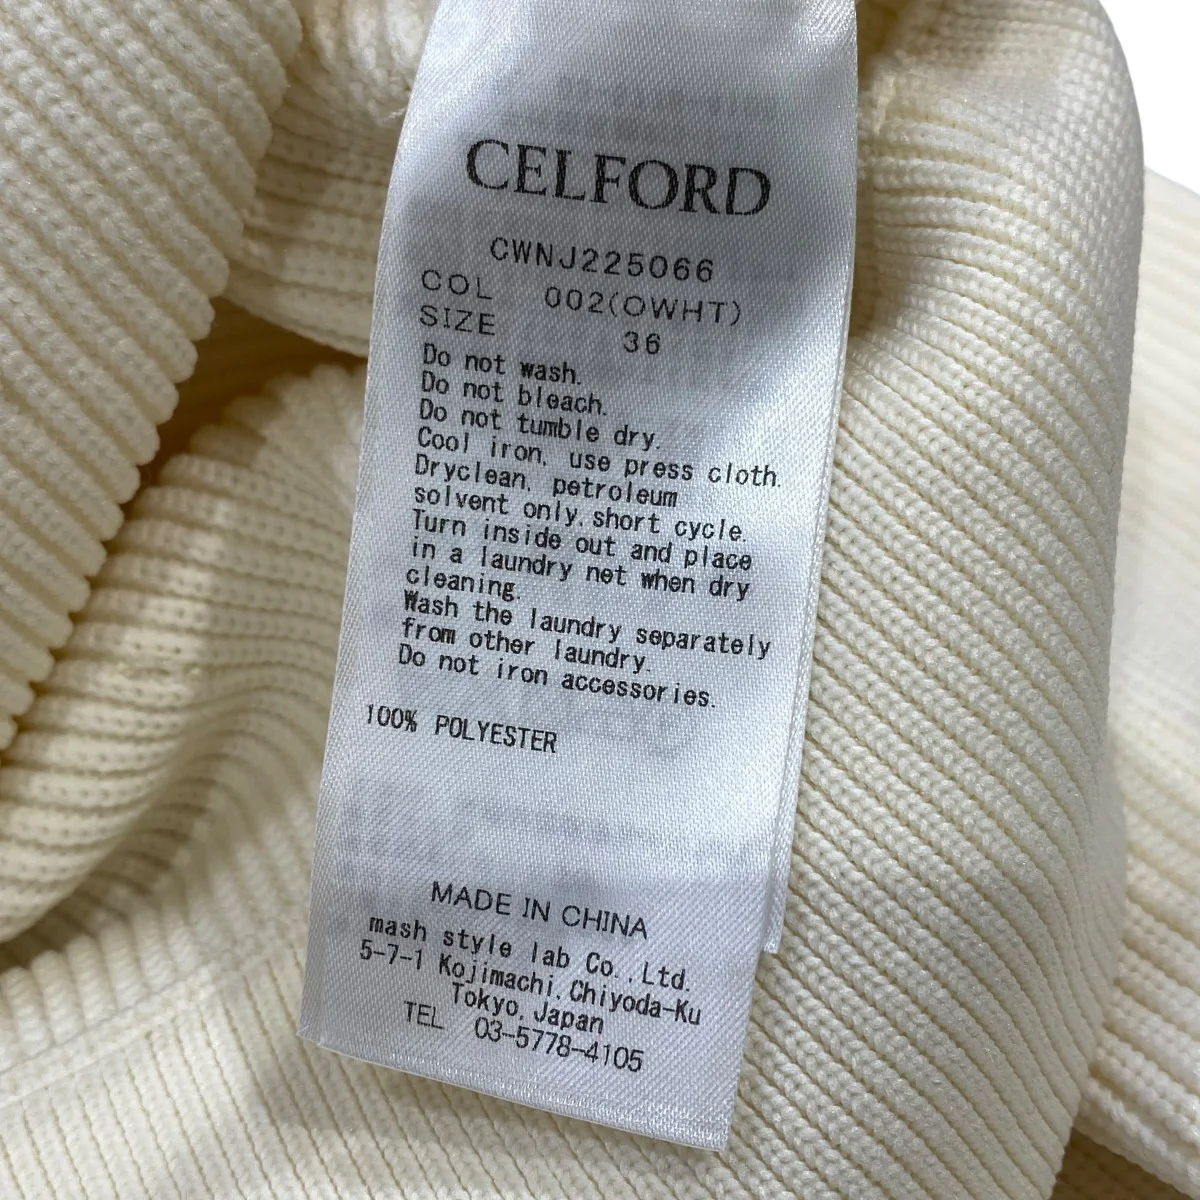 CELFORD
CWNJ225066
COL 002(OWHT)
SIZE 36
Do not wash.
Do not bleach.
Do not tumble dry.
Cool iron, use press cloth.
Dryclean, petroleum
solvent only,short cycle.
Turn inside out and place
in a laundry net when dry
cleaning.
Wash the laundry separately
from other laundry.
Do not iron accessories.
100% POLYESTER
MADE IN CHINA
mash style lab Co.,Ltd.
5-7-1 Kojimachi,Chiyoda-Ku
Tokyo,Japan
TEL 03-5778-4105